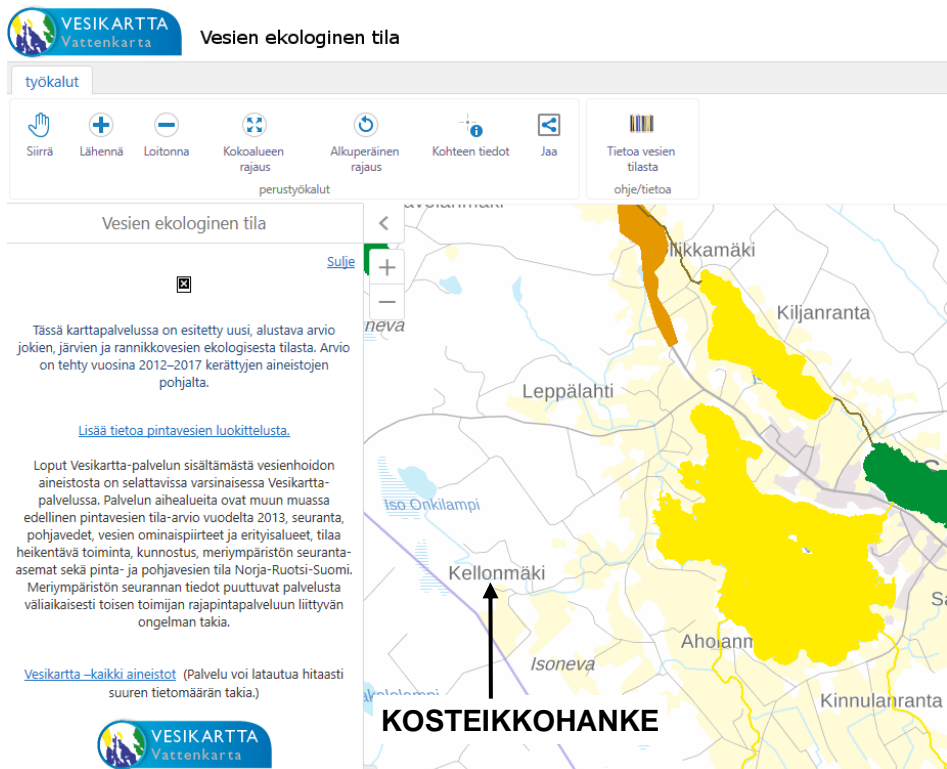 VESIKARTTA
Vattenkarta
Vesien ekologinen tila
työkalut
Siirrä
Lähennä
Loitonna
Kokoalueen
rajaus
Alkuperäinen
rajaus
Kohteen tiedot
Jaa
Tietoa vesien
tilasta
perustyökalut
ohje/tietoa
Vesien ekologinen tila
Sulje
Tässä karttapalvelussa on esitetty uusi, alustava arvio
jokien, järvien ja rannikkovesien ekologisesta tilasta. Arvio
on tehty vuosina 2012–2017 kerättyjen aineistojen
pohjalta.
Lisää tietoa pintavesien luokittelusta.
Loput Vesikartta-palvelun sisältämästä vesienhoidon
aineistosta on selattavissa varsinaisessa Vesikartta-
palvelussa. Palvelun aihealueita ovat muun muassa
edellinen pintavesien tila-arvio vuodelta 2013, seuranta,
pohjavedet, vesien ominaispiirteet ja erityisalueet, tilaa
heikentävä toiminta, kunnostus, meriympäristön seuranta-
asemat sekä pinta- ja pohjavesien tila Norja-Ruotsi-Suomi.
Meriympäristön seurannan tiedot puuttuvat palvelusta
väliaikaisesti toisen toimijan rajapintapalveluun liittyvän
ongelman takia.
Vesikartta –kaikki aineistot (Palvelu voi latautua hitaasti
suuren tietomäärän takia.)
VESIKARTTA
Vattenkarta
Kiljanranta
Leppälahti
Iso Onkilampi
Kellonmäki
Isoneva
Kinnulanranta
KOSTEIKKOHANKE